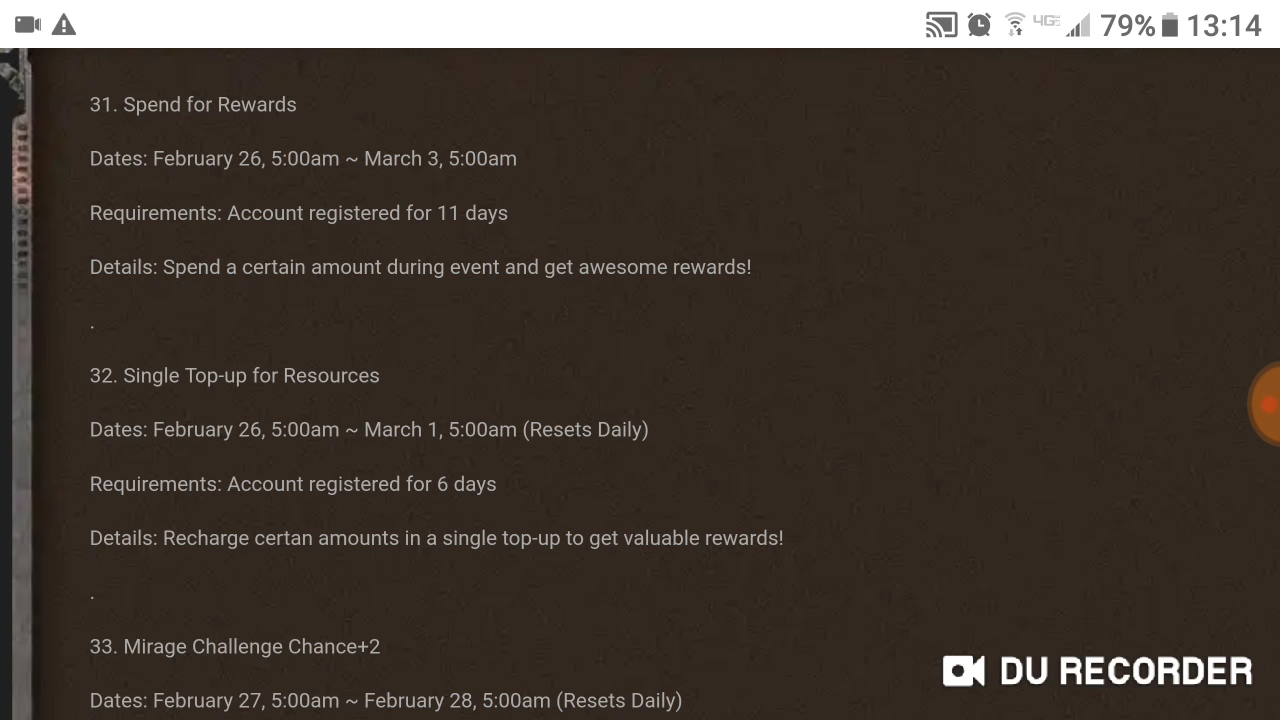 4GE 79% 13:14
31. Spend for Rewards
Dates: February 26, 5:00am ~ March 3, 5:00am
Requirements: Account registered for 11 days
Details: Spend a certain amount during event and get awesome rewards!
.
32. Single Top-up for Resources
Dates: February 26, 5:00am ~ March 1, 5:00am (Resets Daily)
Requirements: Account registered for 6 days
Details: Recharge certan amounts in a single top-up to get valuable rewards!
.
33. Mirage Challenge Chance+2
DU RECORDER
Dates: February 27, 5:00am ~ February 28, 5:00am (Resets Daily)